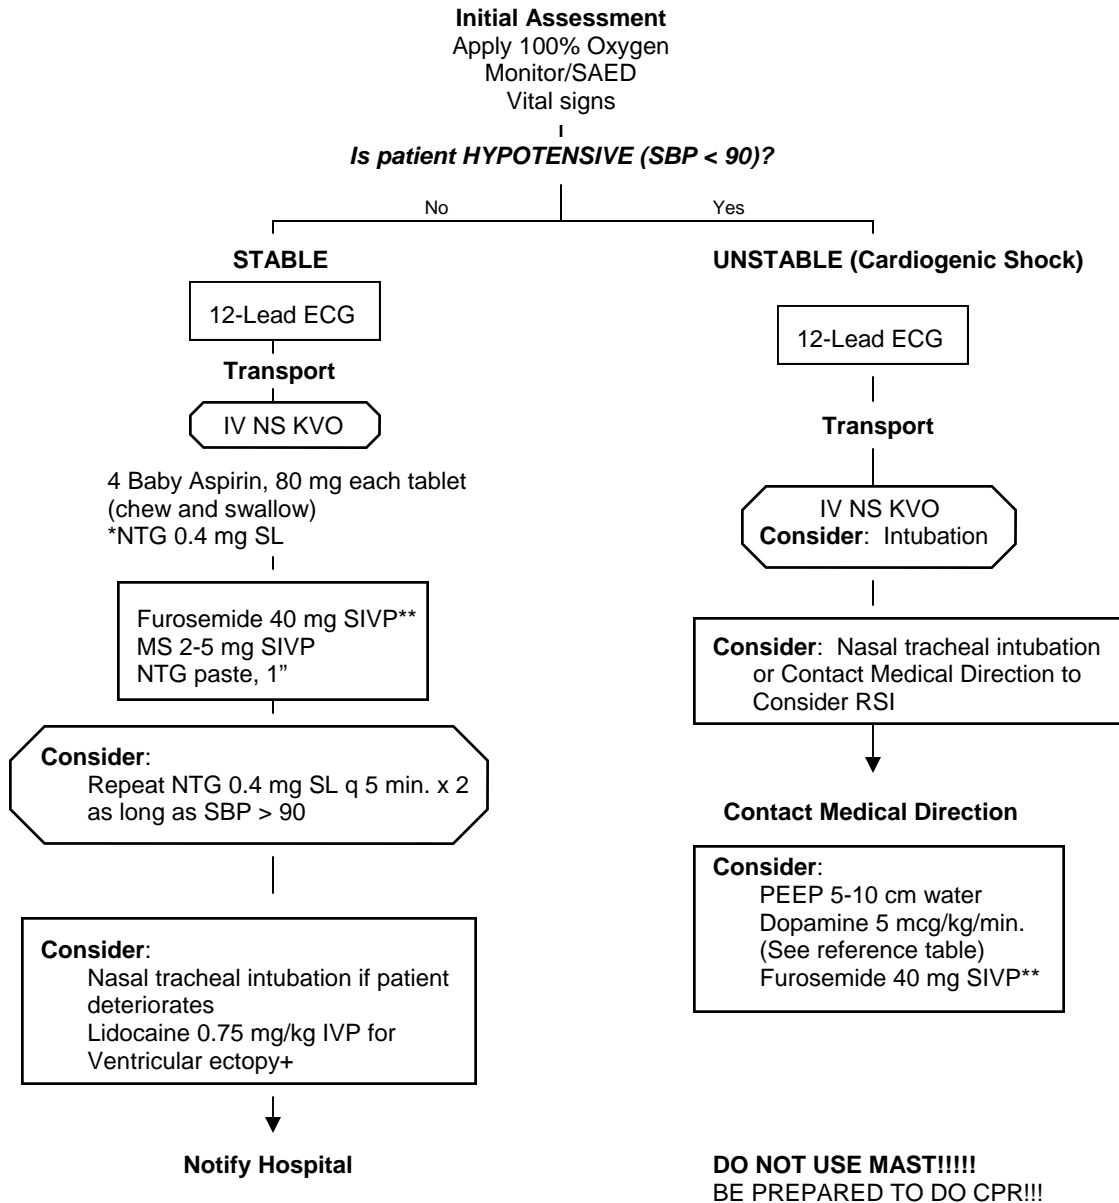 Initial Assessment
Apply 100% Oxygen
Monitor/SAED
Vital signs
Is patient HYPOTENSIVE (SBP < 90)?
No
Yes
STABLE
12-Lead ECG
Transport
IV NS KVO
4 Baby Aspirin, 80 mg each tablet
(chew and swallow)
*NTG 0.4 mg SL
Furosemide 40 mg SIVP**
MS 2-5 mg SIVP
NTG paste, 1”
Consider:
Repeat NTG 0.4 mg SL q 5 min. x 2
as long as SBP > 90
Consider:
Nasal tracheal intubation if patient
deteriorates
Lidocaine 0.75 mg/kg IVP for
Ventricular ectopy+
Notify Hospital
UNSTABLE (Cardiogenic Shock)
12-Lead ECG
Transport
IV NS KVO
Consider: Intubation
Consider: Nasal tracheal intubation
or Contact Medical Direction to
Consider RSI
Contact Medical Direction
Consider:
PEEP 5-10 cm water
Dopamine 5 mcg/kg/min.
(See reference table)
Furosemide 40 mg SIVP**
DO NOT USE MAST!!!!!
BE PREPARED TO DO CPR!!!